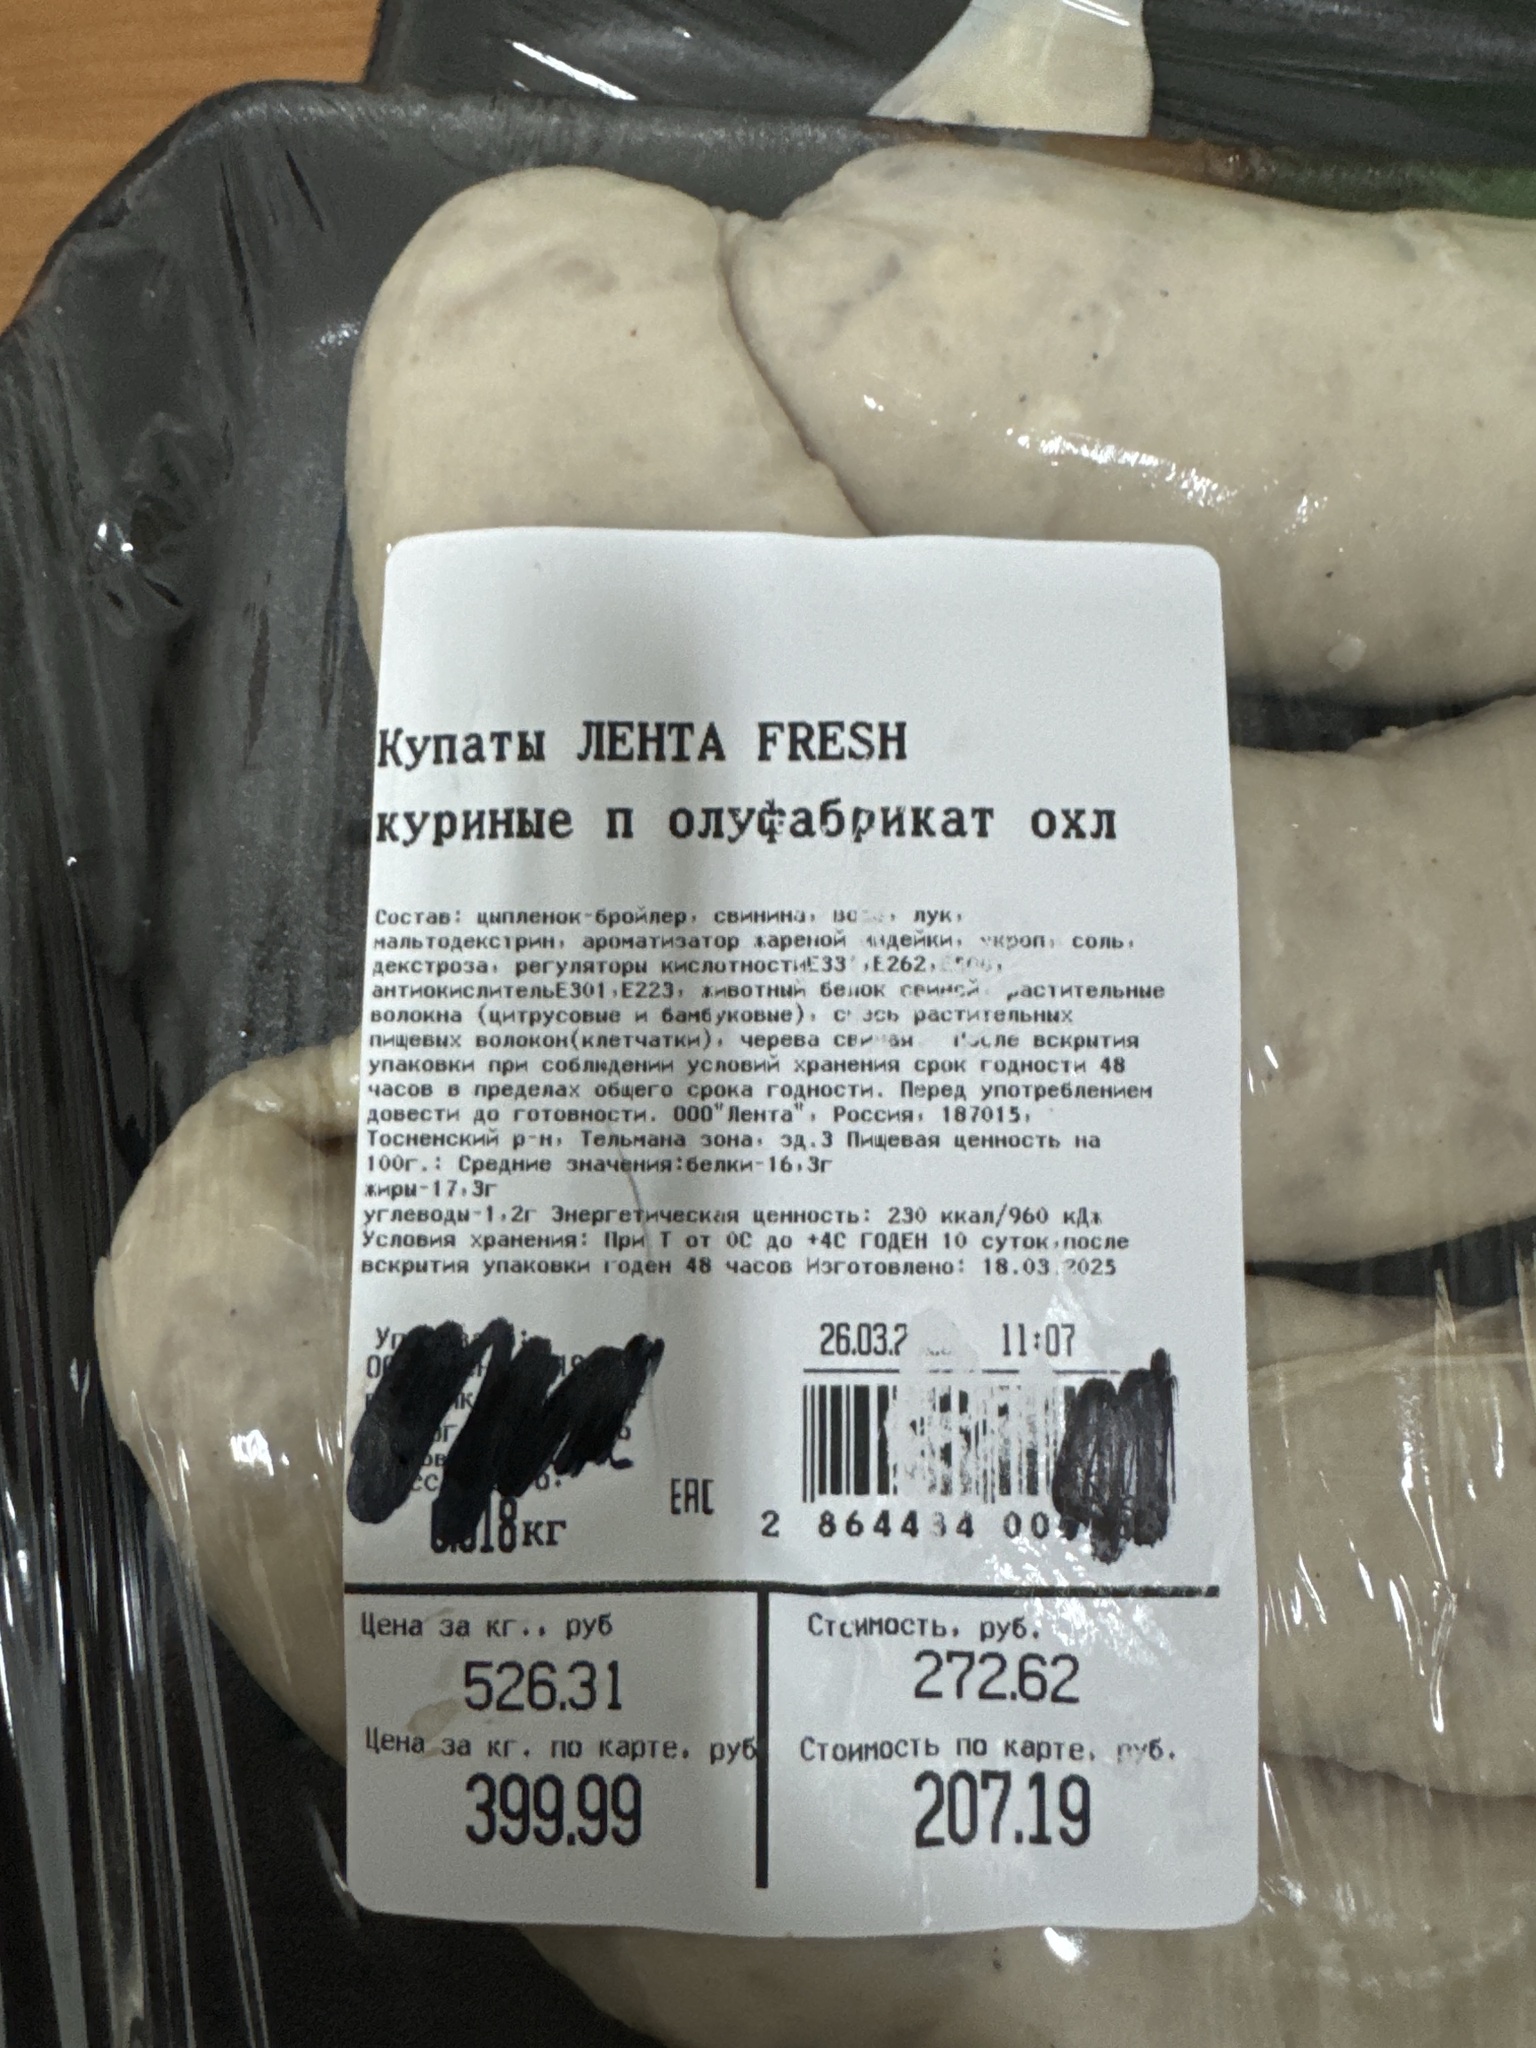 Купаты ЛЕНТА FRESH
куриные п олуфабрикат охл
Состав: цыпленок-бройлер, свинина, лук,
мальтодекстрин, ароматизатор жареной индейки, укроп, соль,
декстроза, регуляторы кислотности ,Е262,
антиокислительЕ301,Е223, животный белок свиной, растительные
волокна (цитрусовые и бамбуковые), смесь растительных
пищевых волокон(клетчатки), черева свиная После вскрытия
упаковки при соблюдении условий хранения срок годности 48
часов в пределах общего срока годности. Перед употреблением
довести до готовности. ООО"Лента", Россия, 187015,
Тосненский р-н, Тельмана зона, зд.3 Пищевая ценность на
100г.: Средние значения:белки-16,3г
жиры-17,3г
углеводы-1,2г Энергетическая ценность: 230 ккал/960 кДж
Условия хранения: При Т от 0С до +4С ГОДЕН 10 суток,после
вскрытия упаковки годен 48 часов Изготовлено: 18.03.2025
11:07
кг
EAC
2
Цена за кг., руб
526.31
Цена за кг. по карте, руб
399.99
Стоимость, руб.
272.62
Стоимость по карте, руб.
207.19